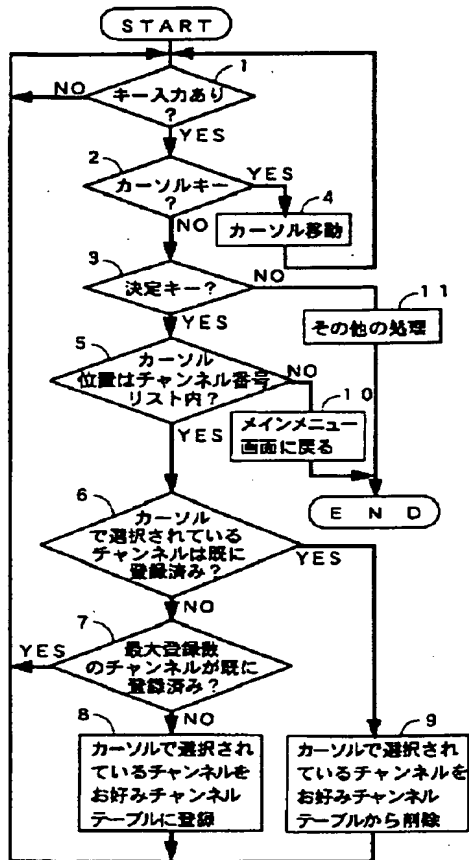 START
1
キー入力あり
?
NO
YES
2
カーソルキー
?
YES
4
カーソル移動
NO
3
決定キー?
NO
11
その他の処理
YES
5
カーソル
位置はチャンネル番号
リスト内?
NO
10
メインメニュー
画面に戻る
YES
END
6
カーソル
で選択されている
チャンネルは既に
登録済み?
YES
NO
7
最大登録数
のチャンネルが既に
登録済み?
YES
NO
8
カーソルで選択され
ているチャンネルを
お好みチャンネル
テーブルに登録
9
カーソルで選択され
ているチャンネルを
お好みチャンネル
テーブルから削除